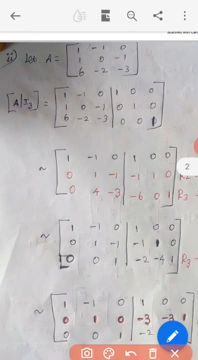 ii) Let A = [1 -1 0
1 0 -1
6 -2 -3]
[A|I₃] = [1 -1 0 | 1 0 0
1 0 -1 | 0 1 0
6 -2 -3 | 0 0 1]
~ [1 -1 0 | 1 0 0
0 1 -1 | -1 1 0]
0 4 -3 | -6 0 1] R₃ -
2
~ [1 -1 0 | 1 0 0
0 1 -1 | -1 1 0
0 0 1 | -2 -4 1] R₃ -
~ [1 -1 0 | 1 0 0
0 1 0 | -3 -3 1
0 0 1 | -2